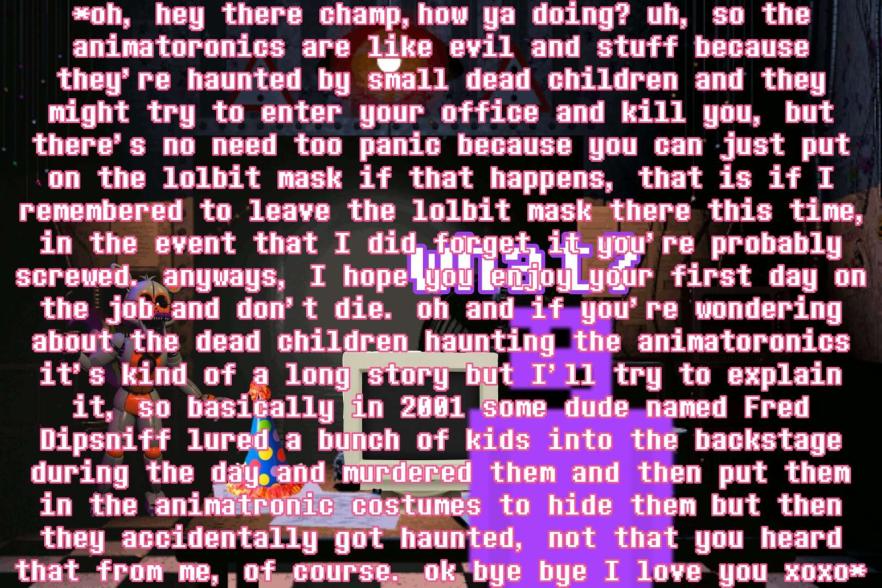 *oh, hey there champ, how ya doing? uh, so the
animatoronics are like evil and stuff because
they're haunted by small dead children and they
might try to enter your office and kill you, but
there's no need too panic because you can just put
on the lolbit mask if that happens, that is if I
remembered to leave the lolbit mask there this time,
in the event that I did forget it you're probably
screwed, anyways, I hope you enjoy your first day on
the job and don't die. oh and if you're wondering
about the dead children haunting the animatoronics
it's kind of a long story but I'll try to explain
it, so basically in 2001 some dude named Fred
Dipsniff lured a bunch of kids into the backstage
during the day and murdered them and then put them
in the animatronic costumes to hide them but then
they accidentally got haunted, not that you heard
that from me, of course. ok bye bye I love you xoxo*
what?